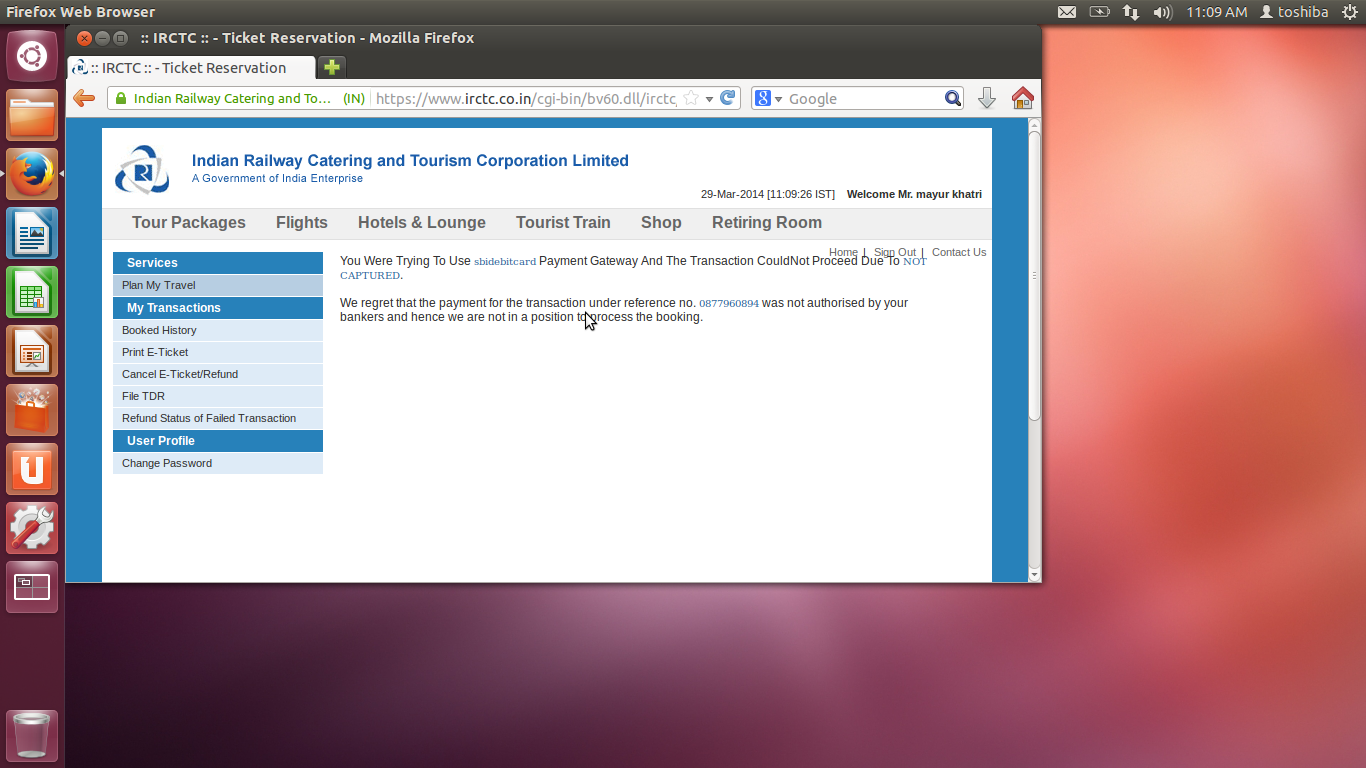 Firefox Web Browser
11:09 AM toshiba
:: IRCTC :: - Ticket Reservation - Mozilla Firefox
:: IRCTC :: - Ticket Reservation
Indian Railway Catering and To... (IN) https://www.irctc.co.in/cgi-bin/bv60.dll/irctc
8 Google
Indian Railway Catering and Tourism Corporation Limited
A Government of India Enterprise
29-Mar-2014 [11:09:26 IST] Welcome Mr. mayur khatri
Tour Packages Flights Hotels & Lounge Tourist Train Shop Retiring Room
Home | Sign Out | Contact Us
Services
Plan My Travel
My Transactions
Booked History
Print E-Ticket
Cancel E-Ticket/Refund
File TDR
Refund Status of Failed Transaction
User Profile
Change Password
You Were Trying To Use sbidebitcard Payment Gateway And The Transaction CouldNot Proceed Due To NOT
CAPTURED.
We regret that the payment for the transaction under reference no. 0877960894 was not authorised by your
bankers and hence we are not in a position to process the booking.